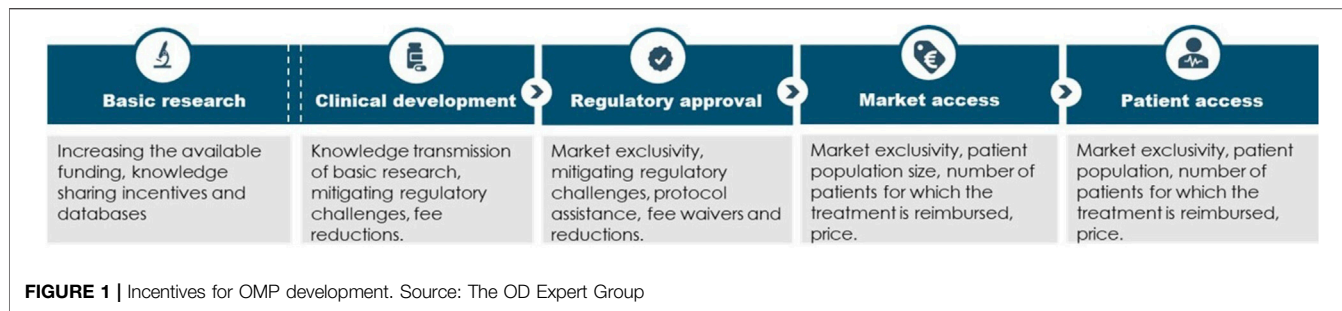 Basic research
Clinical development
Regulatory approval
Market access
Patient access
Increasing the available
funding, knowledge
sharing incentives and
databases
Knowledge transmission
of basic research,
mitigating regulatory
challenges, fee
reductions.
Market exclusivity,
mitigating regulatory
challenges, protocol
assistance, fee waivers and
reductions.
Market exclusivity, patient
population size, number of
patients for which the
treatment is reimbursed,
price.
Market exclusivity, patient
population, number of
patients for which the
treatment is reimbursed,
price.
FIGURE 1 | Incentives for OMP development. Source: The OD Expert Group